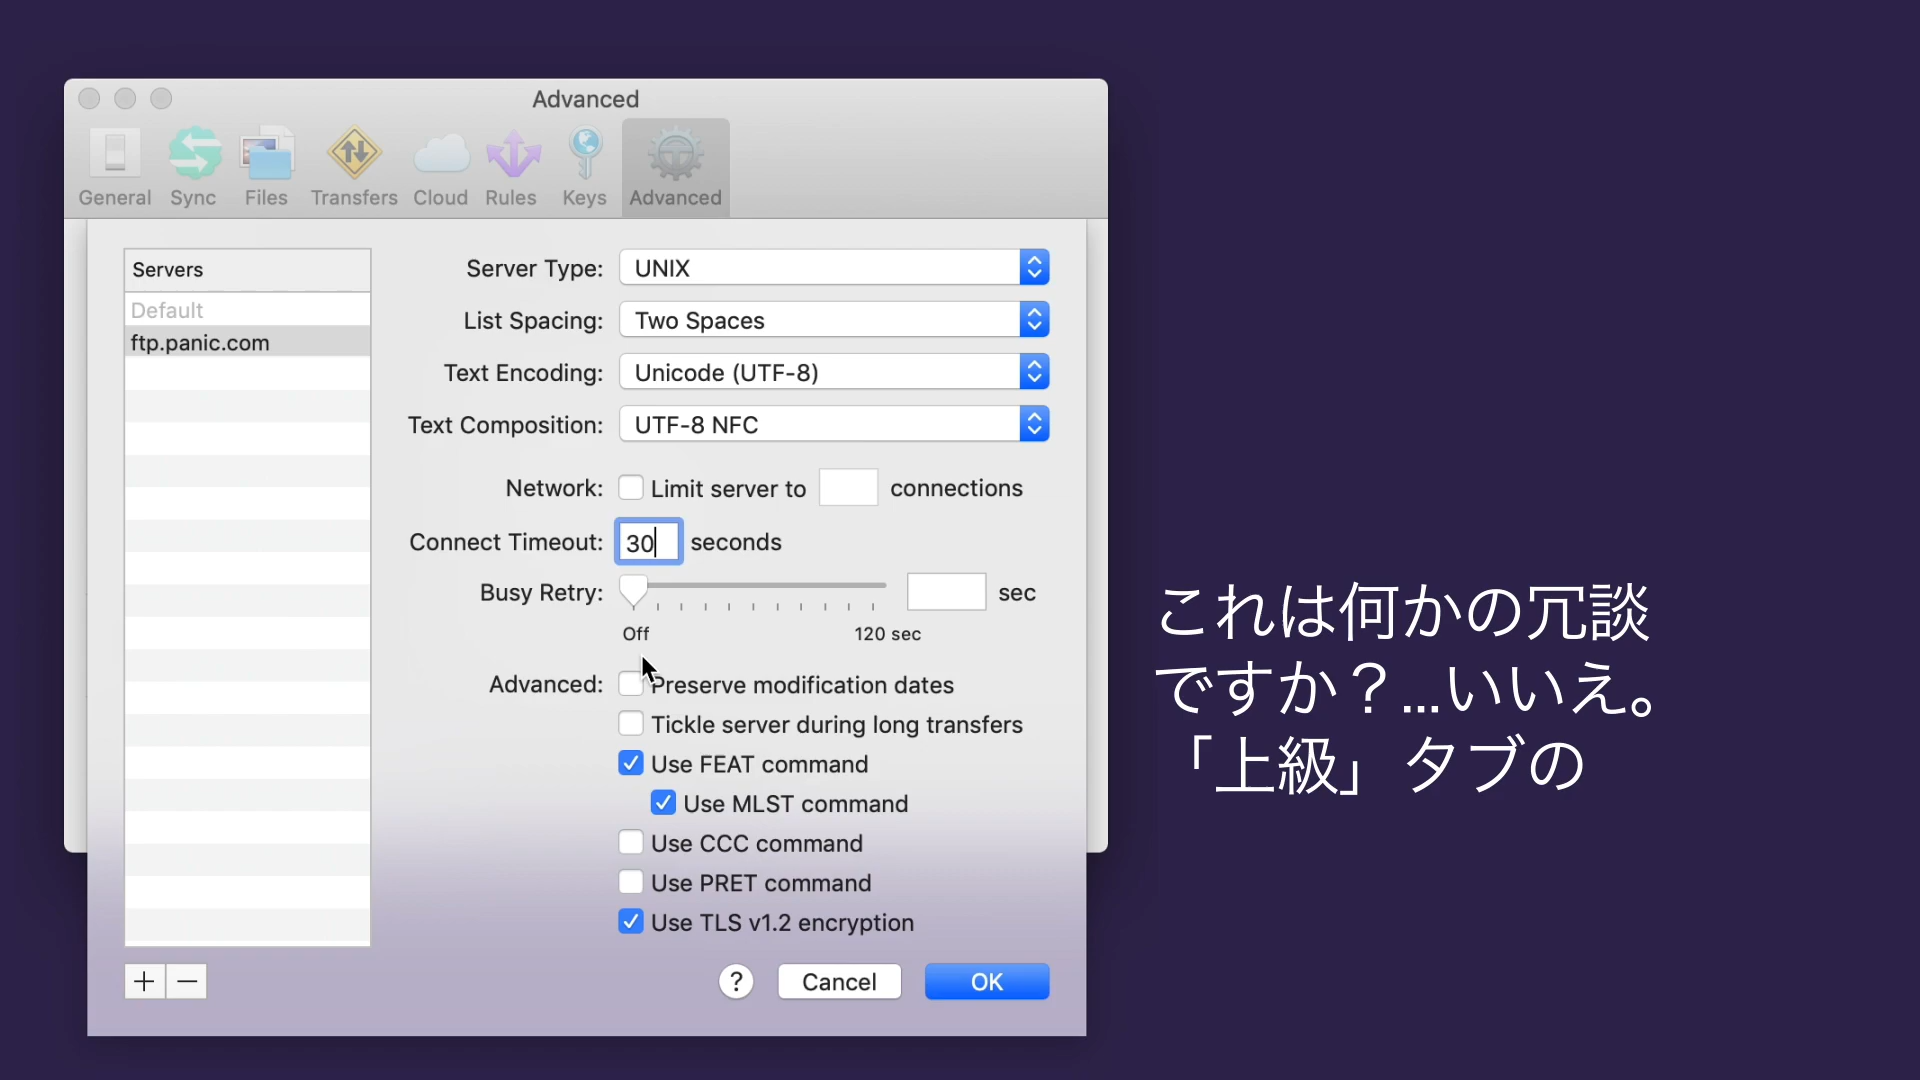 Advanced
General Sync Files Transfers Cloud Rules Keys Advanced
Servers
Default
ftp.panic.com
Server Type: UNIX
List Spacing: Two Spaces
Text Encoding: Unicode (UTF-8)
Text Composition: UTF-8 NFC
Network: Limit server to connections
Connect Timeout: 30 seconds
Busy Retry: sec
Off 120 sec
Advanced: Preserve modification dates
Tickle server during long transfers
Use FEAT command
Use MLST command
Use CCC command
Use PRET command
Use TLS v1.2 encryption
? Cancel OK
これは何かの冗談
ですか？...いいえ。
「上級」タブの